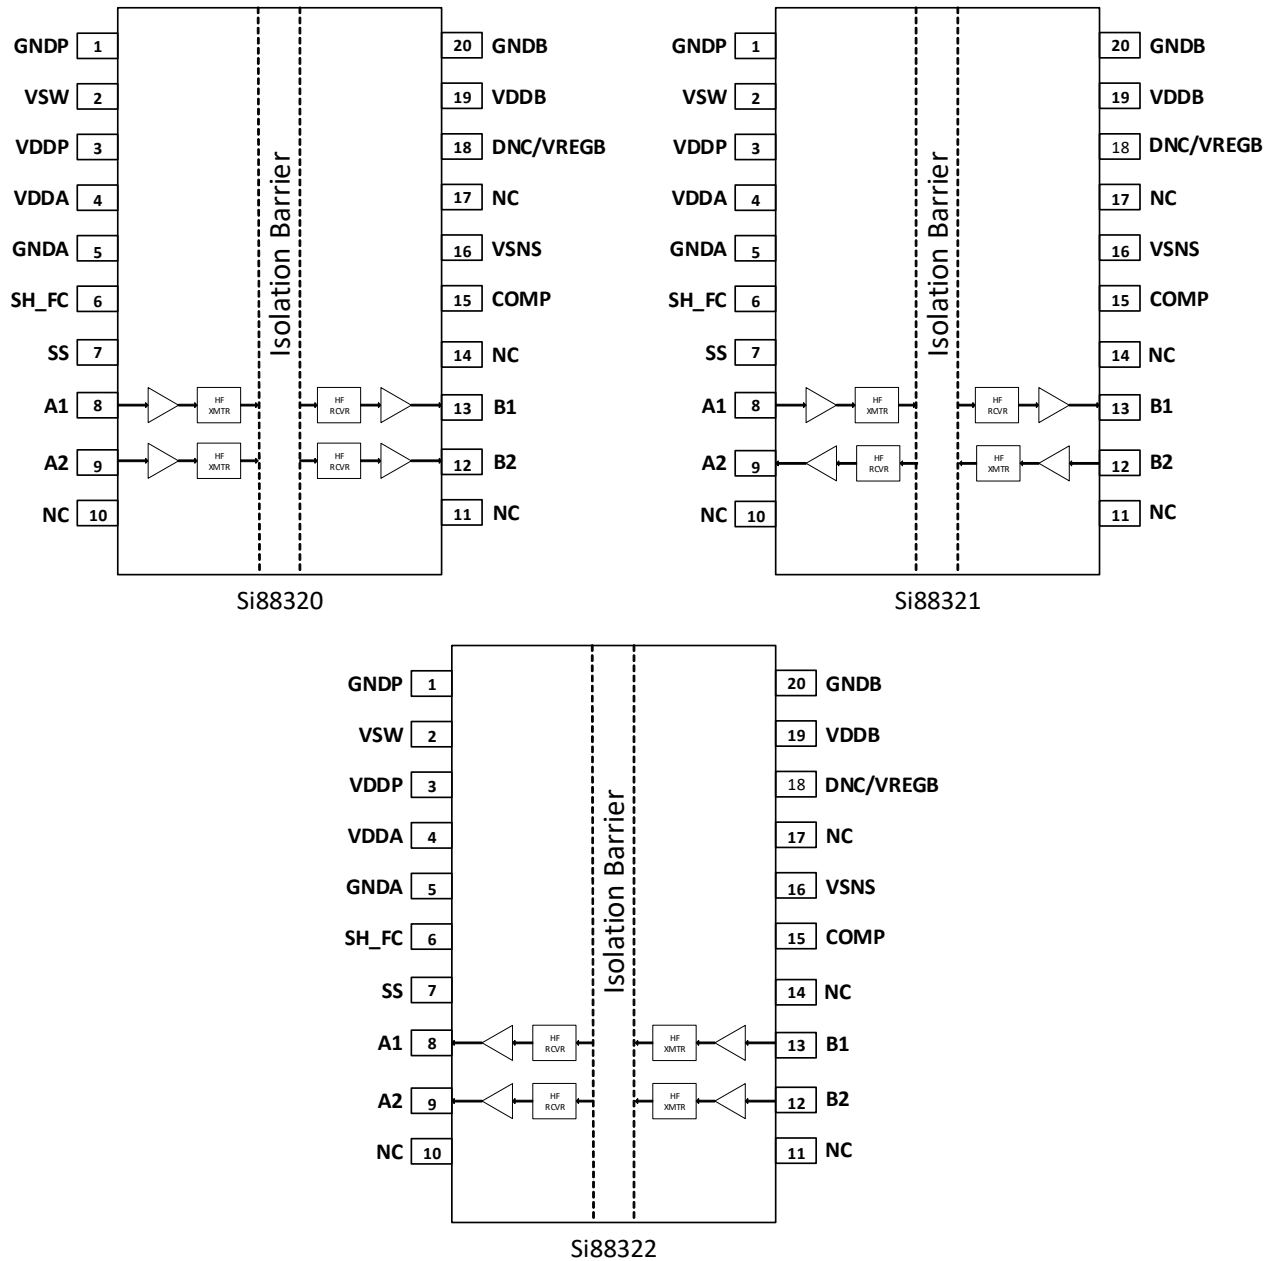 GNDP 1 20 GNDB
VSW 2 19 VDDB
VDDP 3 18 DNC/VREGB
VDDA 4 17 NC
GNDA 5 16 VSNS
SH_FC 6 15 COMP
SS 7 14 NC
A1 8 HF XMTR HF RCVR 13 B1
A2 9 HF XMTR HF RCVR 12 B2
NC 10 11 NC
Isolation Barrier
Si88320
GNDP 1 20 GNDB
VSW 2 19 VDDB
VDDP 3 18 DNC/VREGB
VDDA 4 17 NC
GNDA 5 16 VSNS
SH_FC 6 15 COMP
SS 7 14 NC
A1 8 HF XMTR HF RCVR 13 B1
A2 9 HF RCVR HF XMTR 12 B2
NC 10 11 NC
Isolation Barrier
Si88321
GNDP 1 20 GNDB
VSW 2 19 VDDB
VDDP 3 18 DNC/VREGB
VDDA 4 17 NC
GNDA 5 16 VSNS
SH_FC 6 15 COMP
SS 7 14 NC
A1 8 HF RCVR HF XMTR 13 B1
A2 9 HF RCVR HF XMTR 12 B2
NC 10 11 NC
Isolation Barrier
Si88322